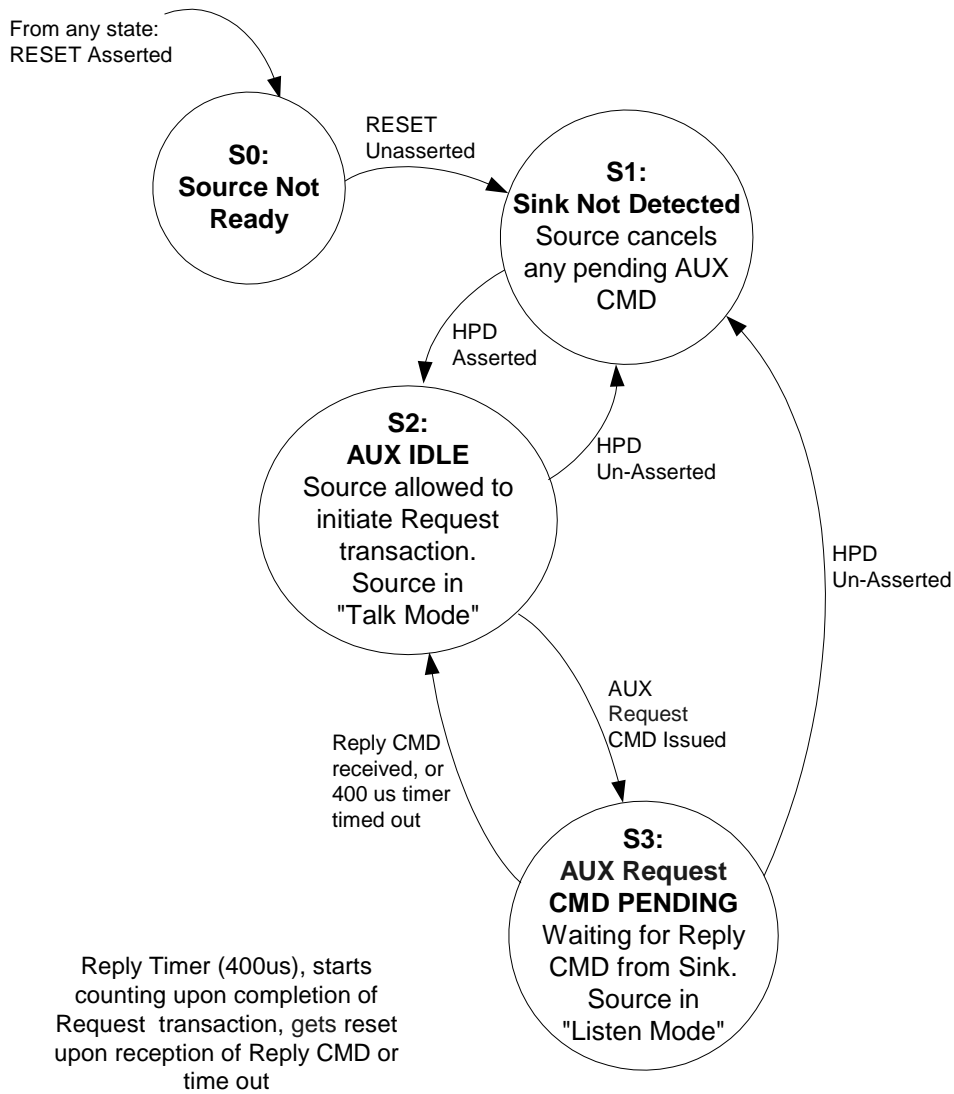 From any state:
RESET Asserted
S0:
Source Not
Ready
RESET
Unasserted
S1:
Sink Not Detected
Source cancels
any pending AUX
CMD
HPD
Asserted
S2:
AUX IDLE
Source allowed to
initiate Request
transaction.
Source in
"Talk Mode"
HPD
Un-Asserted
HPD
Un-Asserted
AUX
Request
CMD Issued
Reply CMD
received, or
400 us timer
timed out
S3:
AUX Request
CMD PENDING
Waiting for Reply
CMD from Sink.
Source in
"Listen Mode"
Reply Timer (400us), starts
counting upon completion of
Request transaction, gets reset
upon reception of Reply CMD or
time out